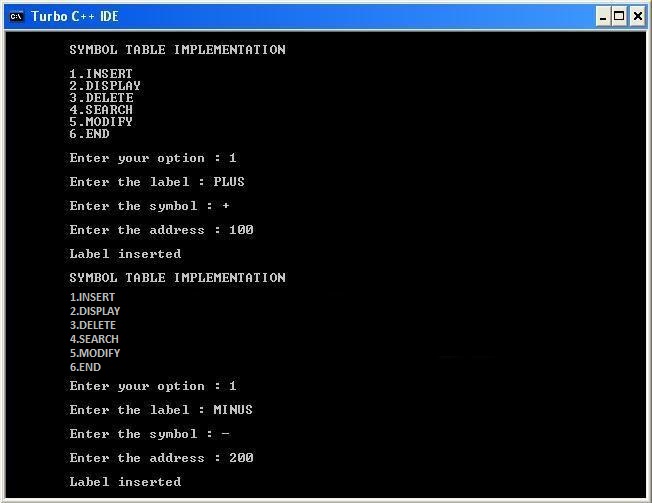 Turbo C++ IDE
SYMBOL TABLE IMPLEMENTATION
1.INSERT
2.DISPLAY
3.DELETE
4.SEARCH
5.MODIFY
6.END
Enter your option : 1
Enter the label : PLUS
Enter the symbol : +
Enter the address : 100
Label inserted
SYMBOL TABLE IMPLEMENTATION
1.INSERT
2.DISPLAY
3.DELETE
4.SEARCH
5.MODIFY
6.END
Enter your option : 1
Enter the label : MINUS
Enter the symbol : -
Enter the address : 200
Label inserted